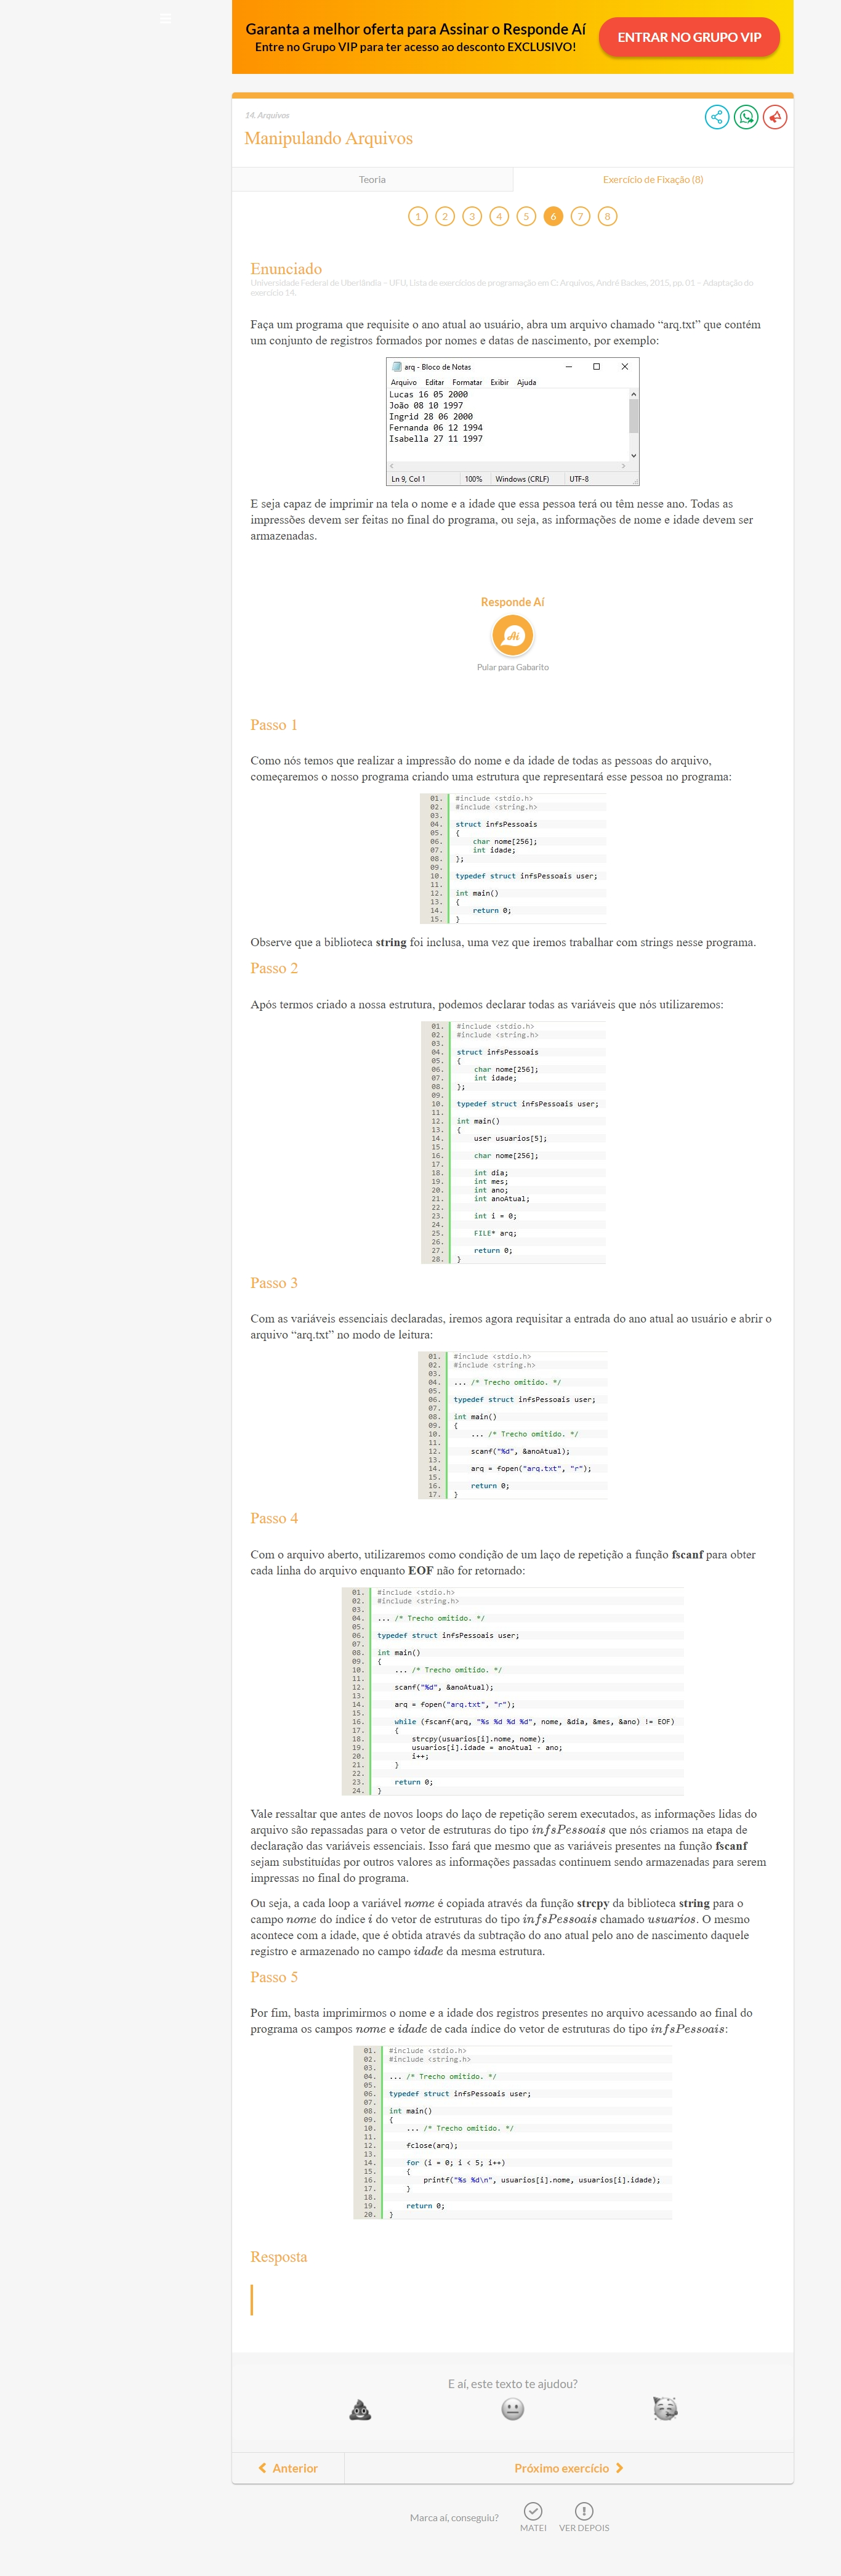 Garanta a melhor oferta para Assinar o Responde Aí
Entre no Grupo VIP para ter acesso ao desconto EXCLUSIVO!
ENTRAR NO GRUPO VIP
14. Arquivos
Manipulando Arquivos
Teoria
Exercício de Fixação (8)
1 2 3 4 5 6 7 8
Enunciado
Universidade Federal de Uberlândia – UFU, Lista de exercícios de programação em C: Arquivos, André Backes, 2015, pp. 01 – Adaptação do
exercício 14.
Faça um programa que requisite o ano atual ao usuário, abra um arquivo chamado “arq.txt” que contém
um conjunto de registros formados por nomes e datas de nascimento, por exemplo:
arq - Bloco de Notas
Arquivo Editar Formatar Exibir Ajuda
Lucas 16 05 2000
João 08 10 1997
Ingrid 28 06 2000
Fernanda 06 12 1994
Isabella 27 11 1997
Ln 9, Col 1 100% Windows (CRLF) UTF-8
E seja capaz de imprimir na tela o nome e a idade que essa pessoa terá ou têm nesse ano. Todas as
impressões devem ser feitas no final do programa, ou seja, as informações de nome e idade devem ser
armazenadas.
Responde Aí
Aí
Pular para Gabarito
Passo 1
Como nós temos que realizar a impressão do nome e da idade de todas as pessoas do arquivo,
começaremos o nosso programa criando uma estrutura que representará esse pessoa no programa:
01. #include <stdio.h>
02. #include <string.h>
03.
04. struct infsPessoais
05. {
06. char nome[256];
07. int idade;
08. };
09.
10. typedef struct infsPessoais user;
11.
12. int main()
13. {
14. return 0;
15. }
Observe que a biblioteca string foi inclusa, uma vez que iremos trabalhar com strings nesse programa.
Passo 2
Após termos criado a nossa estrutura, podemos declarar todas as variáveis que nós utilizaremos:
01. #include <stdio.h>
02. #include <string.h>
03.
04. struct infsPessoais
05. {
06. char nome[256];
07. int idade;
08. };
09.
10. typedef struct infsPessoais user;
11.
12. int main()
13. {
14. user usuarios[5];
15.
16. char nome[256];
17.
18. int dia;
19. int mes;
20. int ano;
21. int anoAtual;
22.
23. int i = 0;
24.
25. FILE* arq;
26.
27. return 0;
28. }
Passo 3
Com as variáveis essenciais declaradas, iremos agora requisitar a entrada do ano atual ao usuário e abrir o
arquivo “arq.txt” no modo de leitura:
01. #include <stdio.h>
02. #include <string.h>
03.
04. ... /* Trecho omitido. */
05.
06. typedef struct infsPessoais user;
07.
08. int main()
09. {
10. ... /* Trecho omitido. */
11.
12. scanf("%d", &anoAtual);
13.
14. arq = fopen("arq.txt", "r");
15.
16. return 0;
17. }
Passo 4
Com o arquivo aberto, utilizaremos como condição de um laço de repetição a função fscanf para obter
cada linha do arquivo enquanto EOF não for retornado:
01. #include <stdio.h>
02. #include <string.h>
03.
04. ... /* Trecho omitido. */
05.
06. typedef struct infsPessoais user;
07.
08. int main()
09. {
10. ... /* Trecho omitido. */
11.
12. scanf("%d", &anoAtual);
13.
14. arq = fopen("arq.txt", "r");
15.
16. while (fscanf(arq, "%s %d %d %d", nome, &dia, &mes, &ano) != EOF)
17. {
18. strcpy(usuarios[i].nome, nome);
19. usuarios[i].idade = anoAtual - ano;
20. i++;
21. }
22.
23. return 0;
24. }
Vale ressaltar que antes de novos loops do laço de repetição serem executados, as informações lidas do
arquivo são repassadas para o vetor de estruturas do tipo infsPessoais que nós criamos na etapa de
declaração das variáveis essenciais. Isso fará que mesmo que as variáveis presentes na função fscanf
sejam substituídas por outros valores as informações passadas continuem sendo armazenadas para serem
impressas no final do programa.
Ou seja, a cada loop a variável nome é copiada através da função strcpy da biblioteca string para o
campo nome do índice i do vetor de estruturas do tipo infsPessoais chamado usuarios. O mesmo
acontece com a idade, que é obtida através da subtração do ano atual pelo ano de nascimento daquele
registro e armazenado no campo idade da mesma estrutura.
Passo 5
Por fim, basta imprimirmos o nome e a idade dos registros presentes no arquivo acessando ao final do
programa os campos nome e idade de cada índice do vetor de estruturas do tipo infsPessoais:
01. #include <stdio.h>
02. #include <string.h>
03.
04. ... /* Trecho omitido. */
05.
06. typedef struct infsPessoais user;
07.
08. int main()
09. {
10. ... /* Trecho omitido. */
11.
12. fclose(arq);
13.
14. for (i = 0; i < 5; i++)
15. {
16. printf("%s %d\n", usuarios[i].nome, usuarios[i].idade);
17. }
18.
19. return 0;
20. }
Resposta
E aí, este texto te ajudou?
Anterior
Próximo exercício
Marca aí, conseguiu?
MATEI
VER DEPOIS